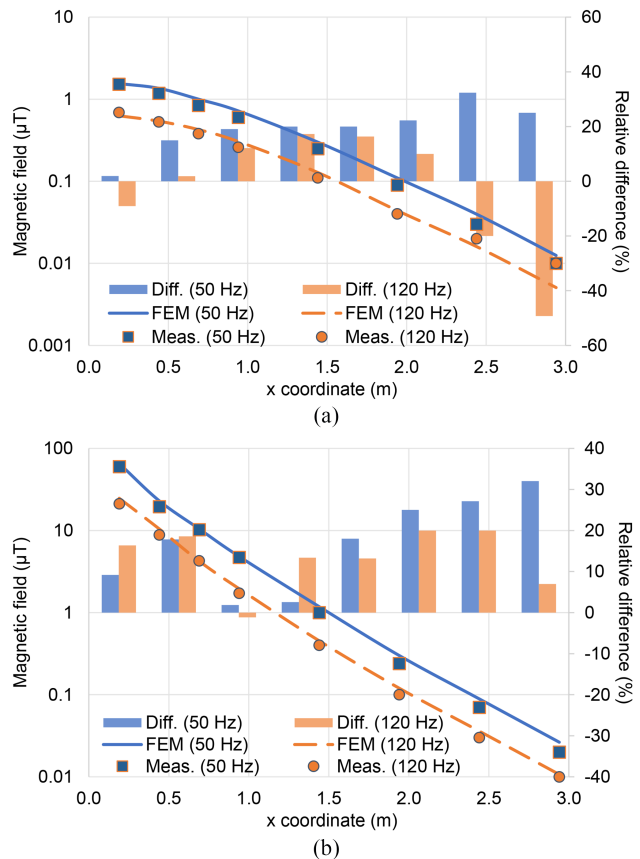 10 60
1 40
0.1 20
0.01 0
0.001 -20
-40
-60
Magnetic field (μT)
Relative difference (%)
Diff. (50 Hz) Diff. (120 Hz)
FEM (50 Hz) FEM (120 Hz)
Meas. (50 Hz) Meas. (120 Hz)
0.0 0.5 1.0 1.5 2.0 2.5 3.0
x coordinate (m)
(a)
100 40
10 30
1 20
0.1 10
0.01 0
-10
-20
-30
-40
Magnetic field (μT)
Relative difference (%)
Diff. (50 Hz) Diff. (120 Hz)
FEM (50 Hz) FEM (120 Hz)
Meas. (50 Hz) Meas. (120 Hz)
0.0 0.5 1.0 1.5 2.0 2.5 3.0
x coordinate (m)
(b)